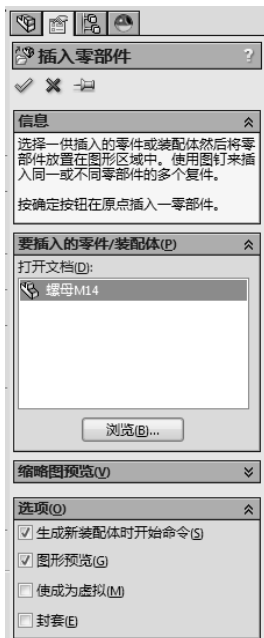 插入零部件
?
信息
选择一供插入的零件或装配体然后将零
部件放置在图形区域中。使用图钉来插
入同一或不同零部件的多个复件。
按确定按钮在原点插入一零部件。
要插入的零件/装配体(P)
打开文档(D):
螺母M14
浏览(B)...
缩略图预览(V)
选项(O)
生成新装配体时开始命令(S)
图形预览(G)
使成为虚拟(M)
封套(E)